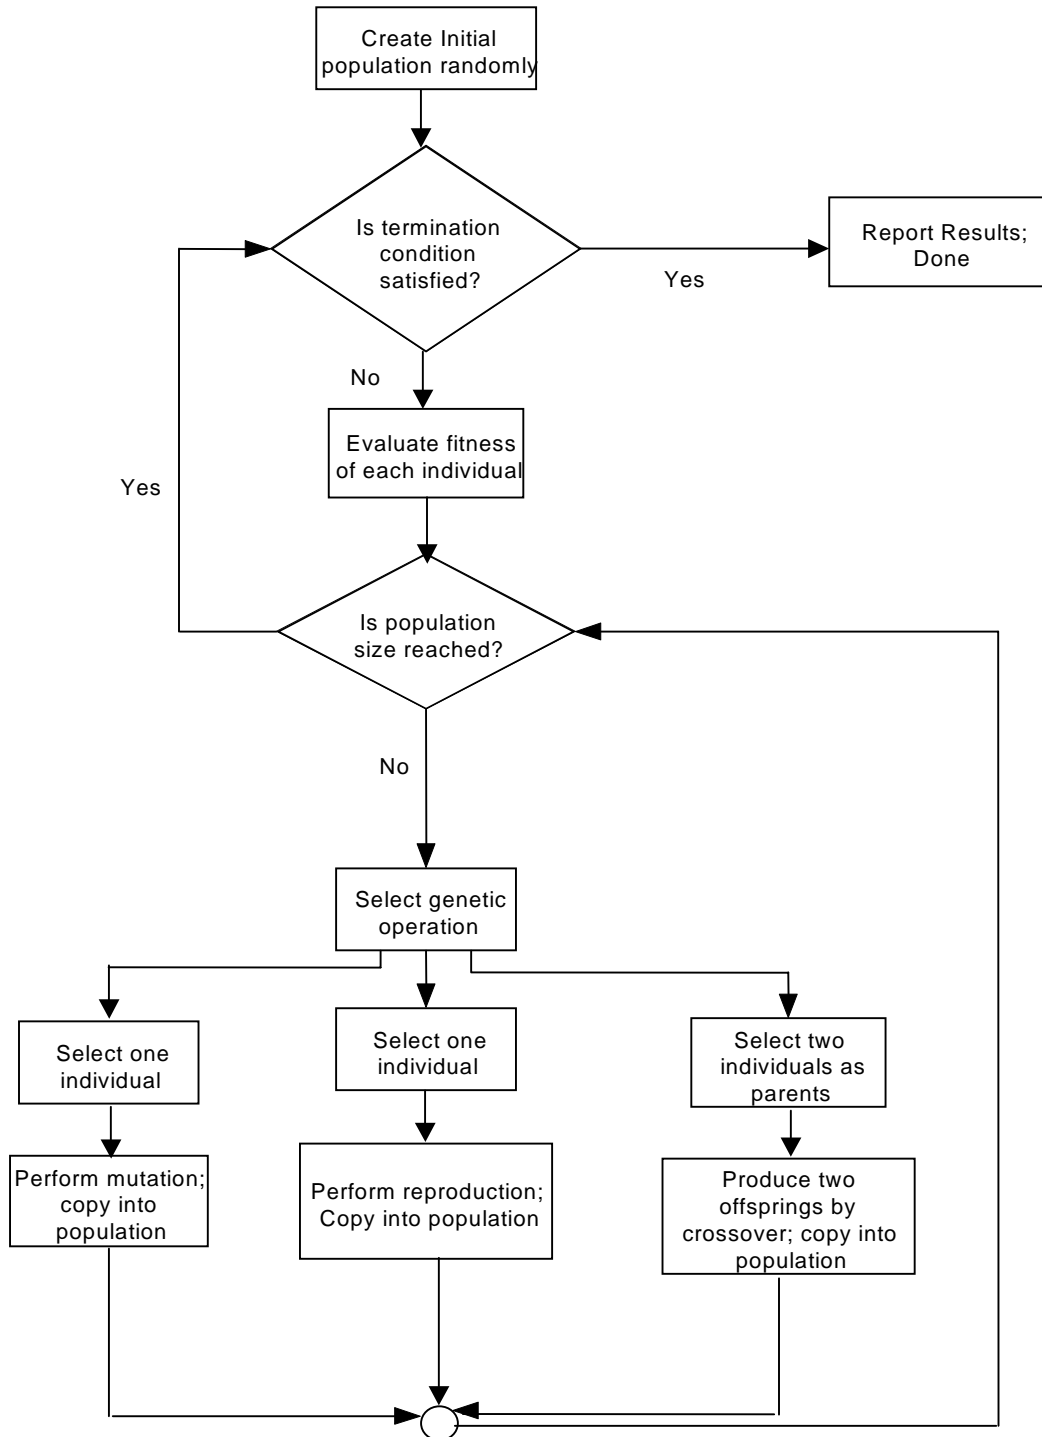 Create Initial
population randomly
Is termination
condition
satisfied?
Yes
Report Results;
Done
No
Evaluate fitness
of each individual
Yes
Is population
size reached?
No
Select genetic
operation
Select one
individual
Select one
individual
Select two
individuals as
parents
Perform mutation;
copy into
population
Perform reproduction;
Copy into population
Produce two
offsprings by
crossover; copy into
population